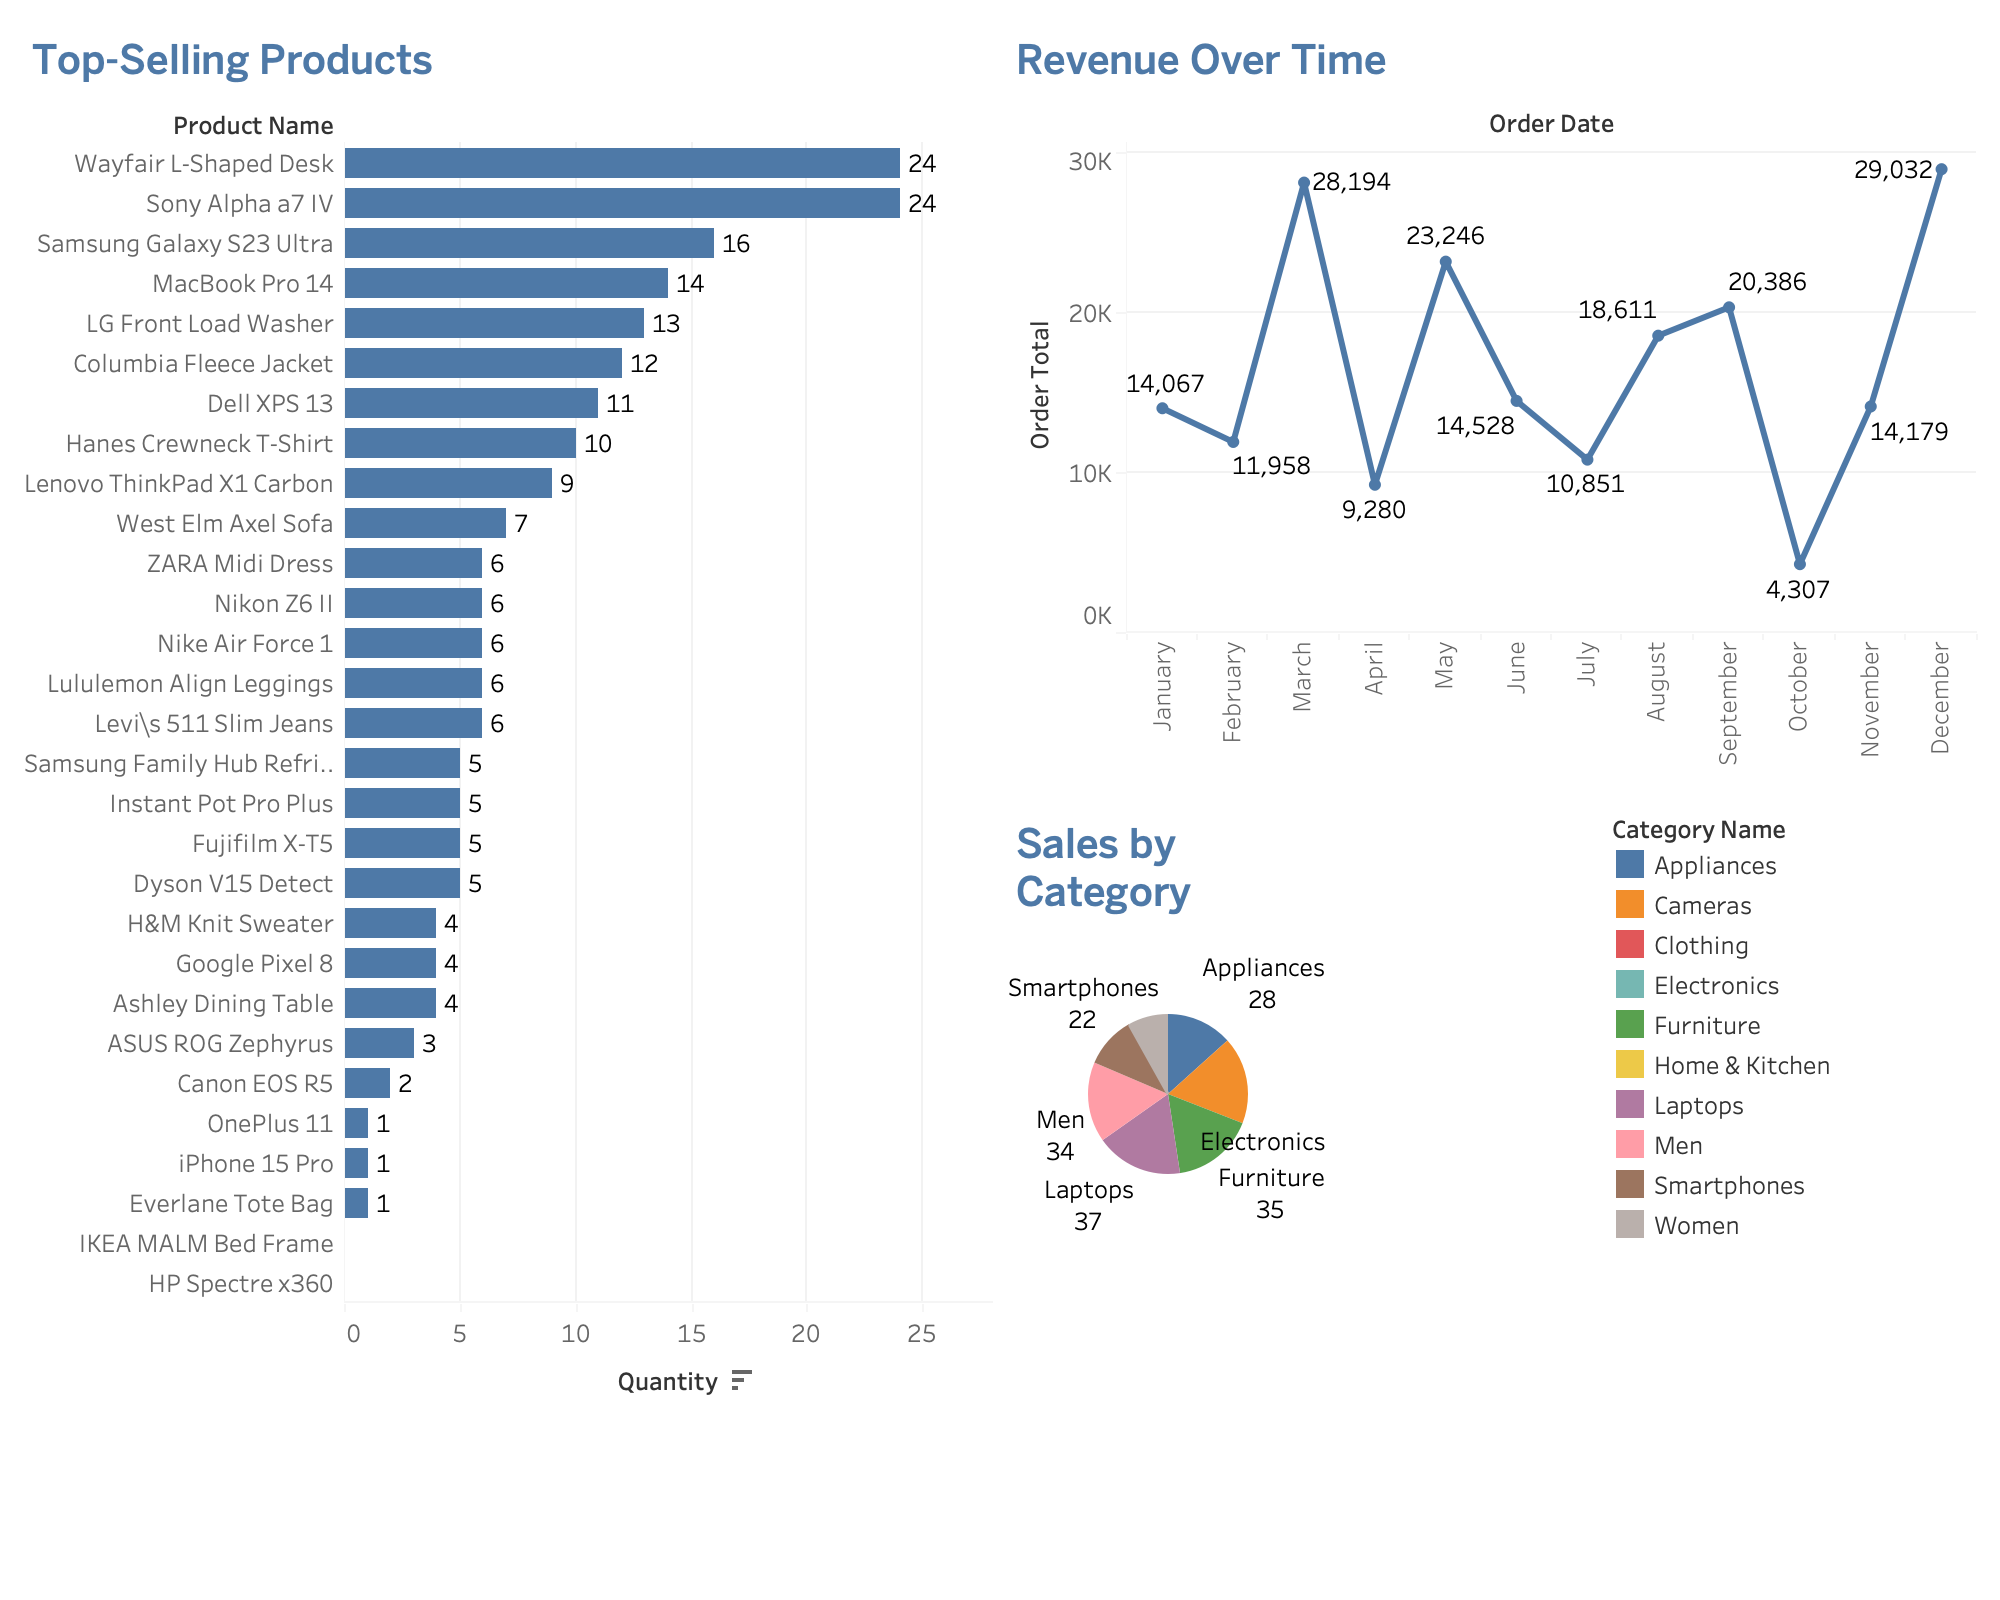 Top-Selling Products
Product Name
Wayfair L-Shaped Desk 24
Sony Alpha a7 IV 24
Samsung Galaxy S23 Ultra 16
MacBook Pro 14 14
LG Front Load Washer 13
Columbia Fleece Jacket 12
Dell XPS 13 11
Hanes Crewneck T-Shirt 10
Lenovo ThinkPad X1 Carbon 9
West Elm Axel Sofa 7
ZARA Midi Dress 6
Nikon Z6 II 6
Nike Air Force 1 6
Lululemon Align Leggings 6
Levi\s 511 Slim Jeans 6
Samsung Family Hub Refri.. 5
Instant Pot Pro Plus 5
Fujifilm X-T5 5
Dyson V15 Detect 5
H&M Knit Sweater 4
Google Pixel 8 4
Ashley Dining Table 4
ASUS ROG Zephyrus 3
Canon EOS R5 2
OnePlus 11 1
iPhone 15 Pro 1
Everlane Tote Bag 1
IKEA MALM Bed Frame
HP Spectre x360
0 5 10 15 20 25
Quantity
Revenue Over Time
Order Date
Order Total
30K
20K
10K
0K
14,067
11,958
28,194
9,280
23,246
14,528
10,851
18,611
20,386
4,307
14,179
29,032
January
February
March
April
May
June
July
August
September
October
November
December
Sales by
Category
Appliances
28
Smartphones
22
Men
34
Laptops
37
Electronics
Furniture
35
Category Name
Appliances
Cameras
Clothing
Electronics
Furniture
Home & Kitchen
Laptops
Men
Smartphones
Women